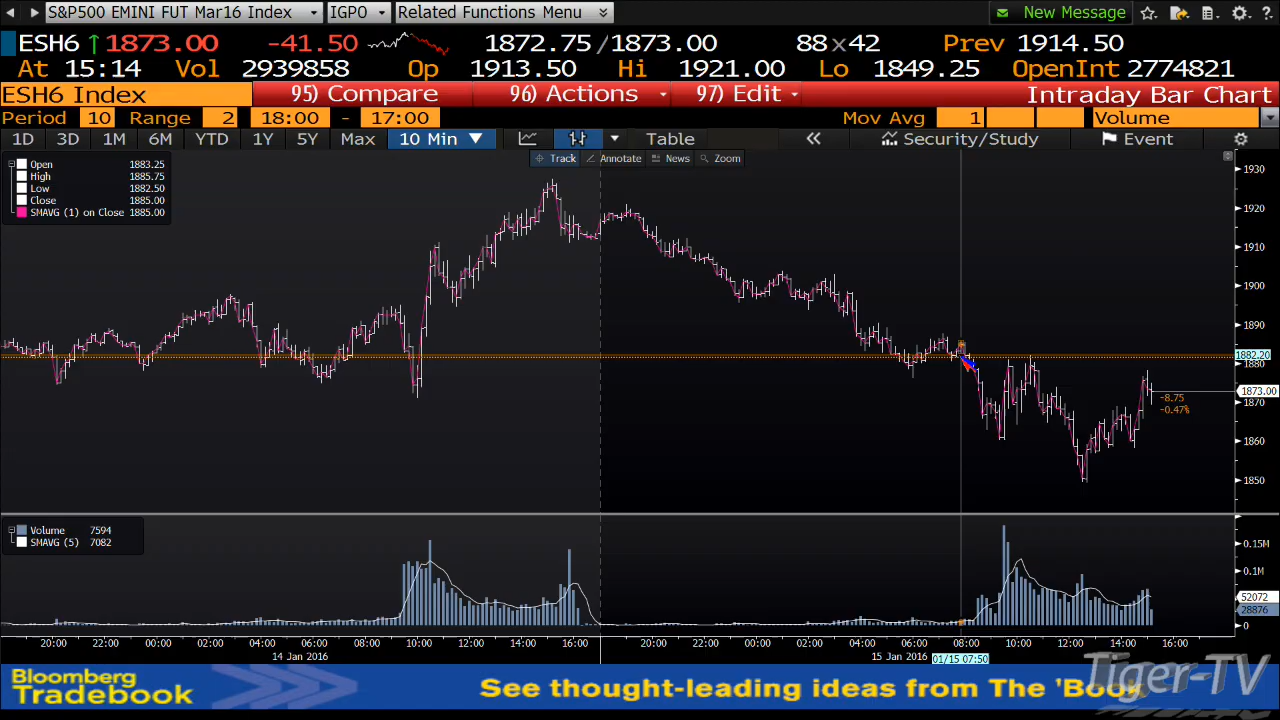 S&P500 EMINI FUT Mar16 Index IGPO Related Functions Menu New Message
ESH6 ↑1873.00 -41.50 1872.75/1873.00 88x42 Prev 1914.50
At 15:14 Vol 2939858 Op 1913.50 Hi 1921.00 Lo 1849.25 OpenInt 2774821
ESH6 Index 95) Compare 96) Actions 97) Edit Intraday Bar Chart
Period 10 Range 2 18:00 - 17:00 Mov Avg 1 Volume
1D 3D 1M 6M YTD 1Y 5Y Max 10 Min Table « Security/Study Event
Track Annotate News Zoom
Open 1883.25
High 1885.75
Low 1882.50
Close 1885.00
SMAVG (1) on Close 1885.00
1930
1920
1910
1900
1890
1882.20
1880
1873.00
1870
-8.75
-0.47%
1860
1850
Volume 7594
SMAVG (5) 7082
0.15M
0.1M
52072
28876
0
20:00 22:00 00:00 02:00 04:00 06:00 08:00 10:00 12:00 14:00 16:00 20:00 22:00 00:00 02:00 04:00 06:00 08:00 10:00 12:00 14:00 16:00
14 Jan 2016 15 Jan 2016 01/15 07:50
Bloomberg
Tradebook
See thought-leading ideas from The 'Book
Tiger-TV